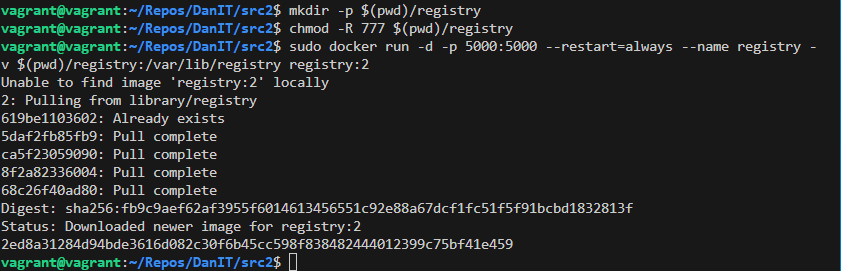 vagrant@vagrant:~/Repos/DanIT/src2$ mkdir -p $(pwd)/registry
vagrant@vagrant:~/Repos/DanIT/src2$ chmod -R 777 $(pwd)/registry
vagrant@vagrant:~/Repos/DanIT/src2$ sudo docker run -d -p 5000:5000 --restart=always --name registry -
v $(pwd)/registry:/var/lib/registry registry:2
Unable to find image 'registry:2' locally
2: Pulling from library/registry
619be1103602: Already exists
5daf2fb85fb9: Pull complete
ca5f23059090: Pull complete
8f2a82336004: Pull complete
68c26f40ad80: Pull complete
Digest: sha256:fb9c9aef62af3955f6014613456551c92e88a67dcf1fc51f5f91bcbd1832813f
Status: Downloaded newer image for registry:2
2ed8a31284d94bde3616d082c30f6b45cc598f838482444012399c75bf41e459
vagrant@vagrant:~/Repos/DanIT/src2$